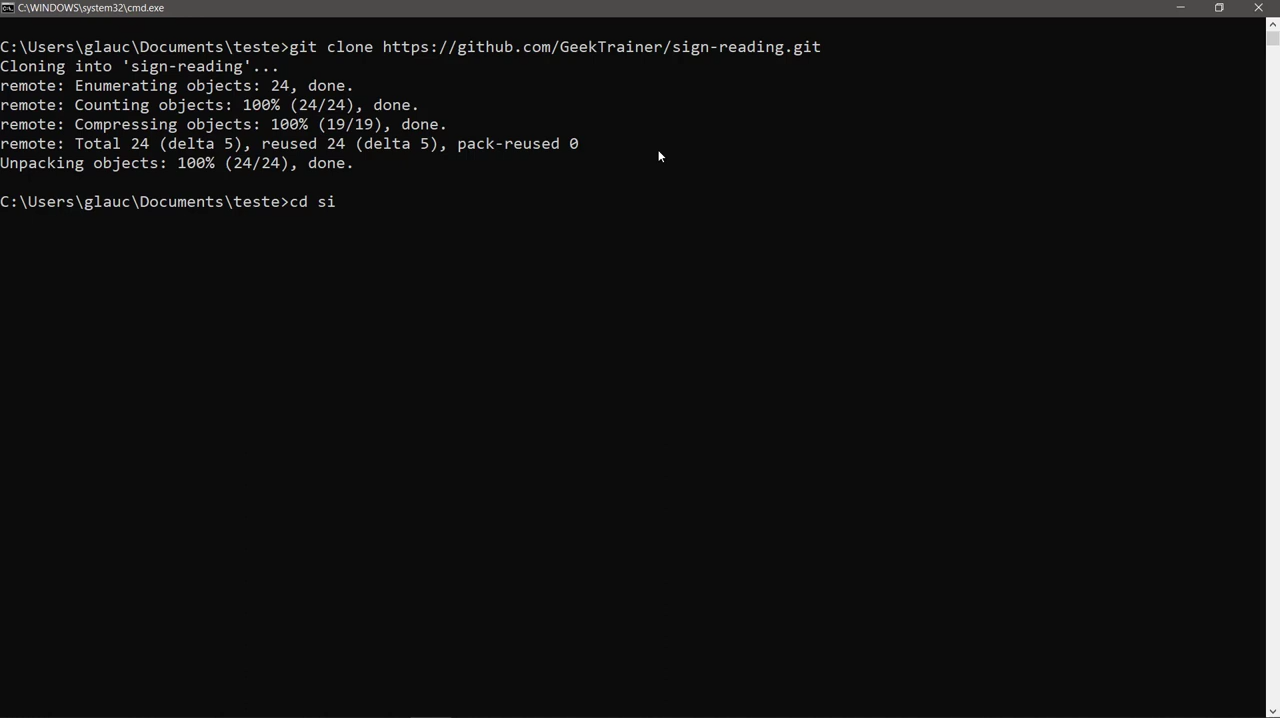 C:\WINDOWS\system32\cmd.exe
C:\Users\glauc\Documents\teste>git clone https://github.com/GeekTrainer/sign-reading.git
Cloning into 'sign-reading'...
remote: Enumerating objects: 24, done.
remote: Counting objects: 100% (24/24), done.
remote: Compressing objects: 100% (19/19), done.
remote: Total 24 (delta 5), reused 24 (delta 5), pack-reused 0
Unpacking objects: 100% (24/24), done.
C:\Users\glauc\Documents\teste>cd si